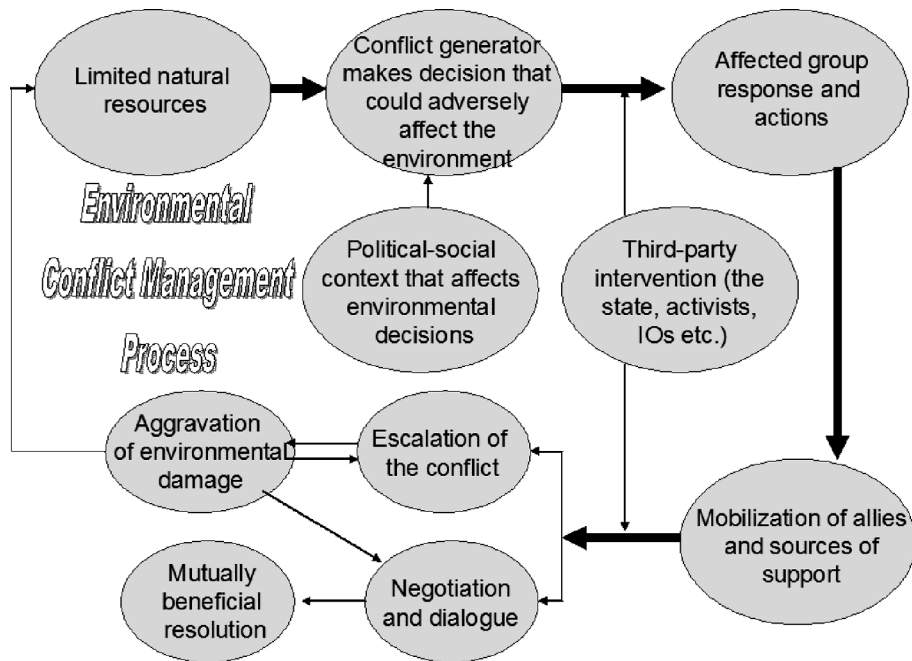 Limited natural
resources
Conflict generator
makes decision that
could adversely
affect the
environment
Affected group
response and
actions
Environmental
Conflict Management
Process
Political-social
context that affects
environmental
decisions
Third-party
intervention (the
state, activists,
IOs etc.)
Aggravation
of environmental
damage
Escalation of
the conflict
Mobilization of allies
and sources of
support
Mutually
beneficial
resolution
Negotiation
and dialogue